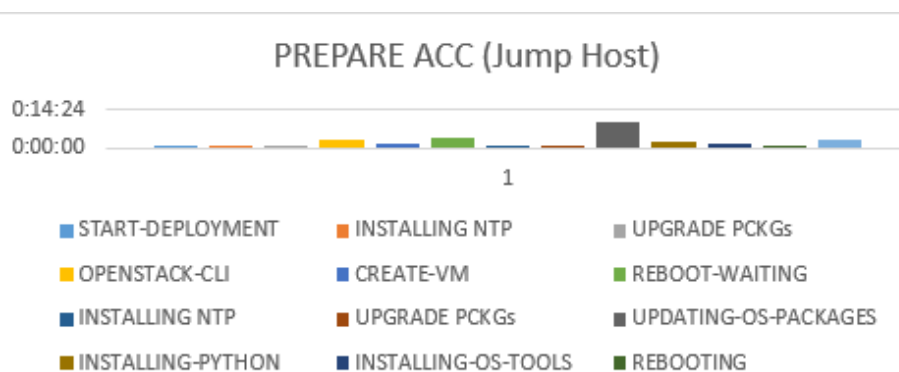 PREPARE ACC (Jump Host)
0:14:24
0:00:00
1
START-DEPLOYMENT INSTALLING NTP UPGRADE PCKGs
OPENSTACK-CLI CREATE-VM REBOOT-WAITING
INSTALLING NTP UPGRADE PCKGs UPDATING-OS-PACKAGES
INSTALLING-PYTHON INSTALLING-OS-TOOLS REBOOTING